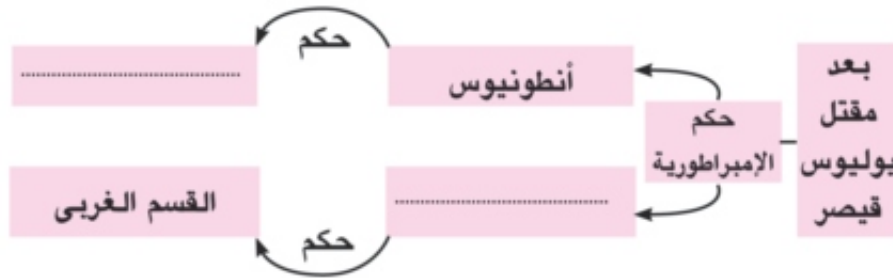 بعد
مقتل
يوليوس
قيصر
حكم
الإمبراطورية
أنطونيوس
حكم
........................................
........................................
حكم
القسم الغربى